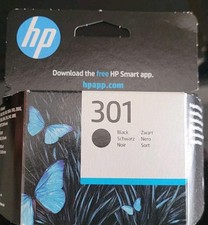 hp
Download the free HP Smart app.
hpapp.com
301
Black Zwart
Schwarz Nero
Noir Sort